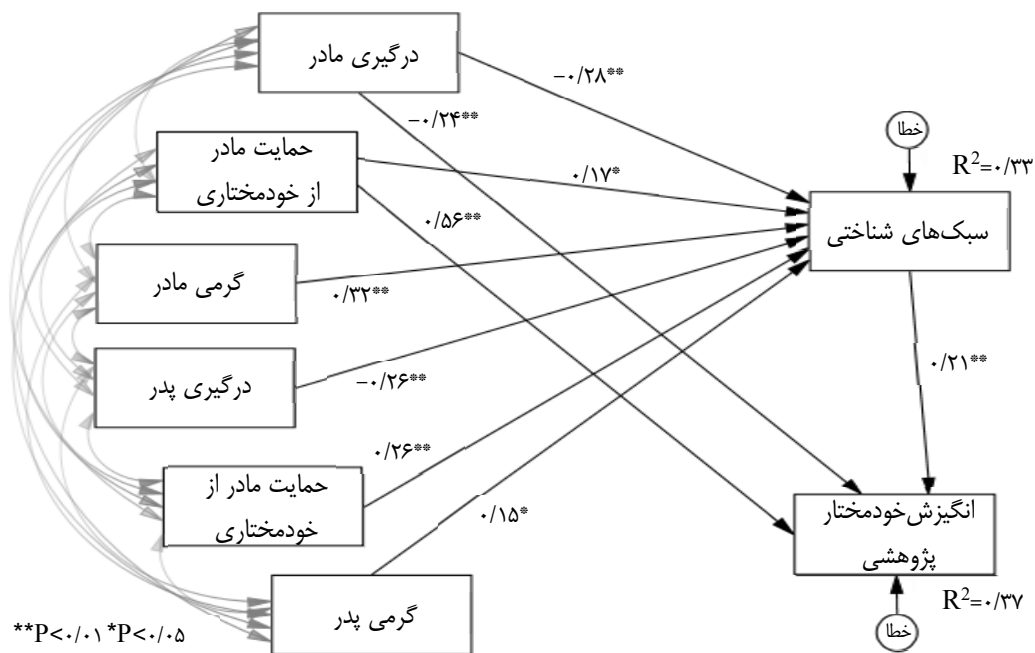 درگیری مادر
-۰/۲۸**
-۰/۲۴**
خطا
حمایت مادر
از خودمختاری
۰/۱۷*
R²=۰/۳۳
۰/۵۶**
سبک‌های شناختی
گرمی مادر
۰/۳۲**
درگیری پدر
-۰/۲۶**
۰/۲۱**
۰/۲۶**
حمایت مادر از
خودمختاری
۰/۱۵*
انگیزش خودمختار
پژوهشی
گرمی پدر
R²=۰/۳۷
خطا
**P<۰/۰۱ *P<۰/۰۵